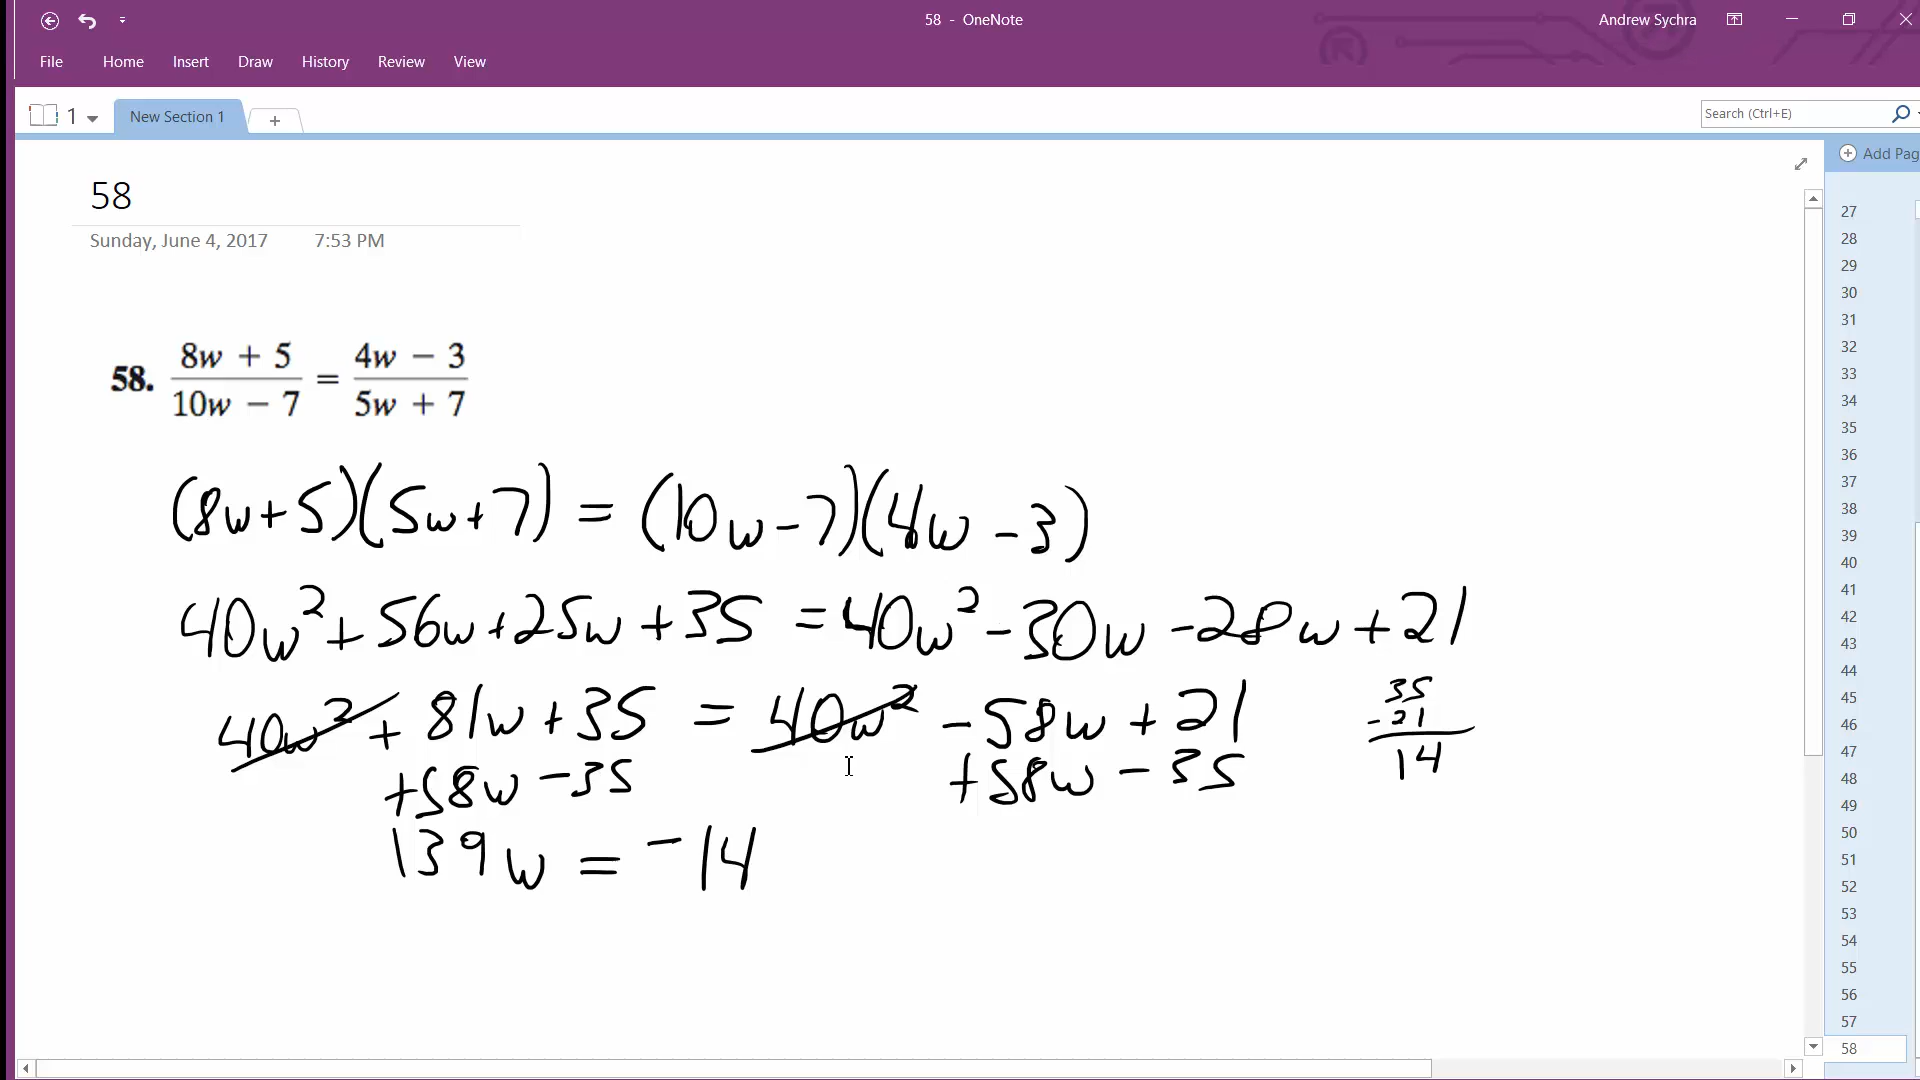 58 - OneNote
Andrew Sychra
File Home Insert Draw History Review View
1 New Section 1 +
Search (Ctrl+E)
Add Pag
58
Sunday, June 4, 2017 7:53 PM
58. (8w + 5)/(10w − 7) = (4w − 3)/(5w + 7)
(8w+5)(5w+7) = (10w-7)(4w-3)
40w² + 56w + 25w + 35 = 40w² - 30w - 28w + 21
40w² + 81w + 35 = 40w² - 58w + 21
+58w - 35 +58w - 35
139w = -14
35
-21
14
27
28
29
30
31
32
33
34
35
36
37
38
39
40
41
42
43
44
45
46
47
48
49
50
51
52
53
54
55
56
57
58